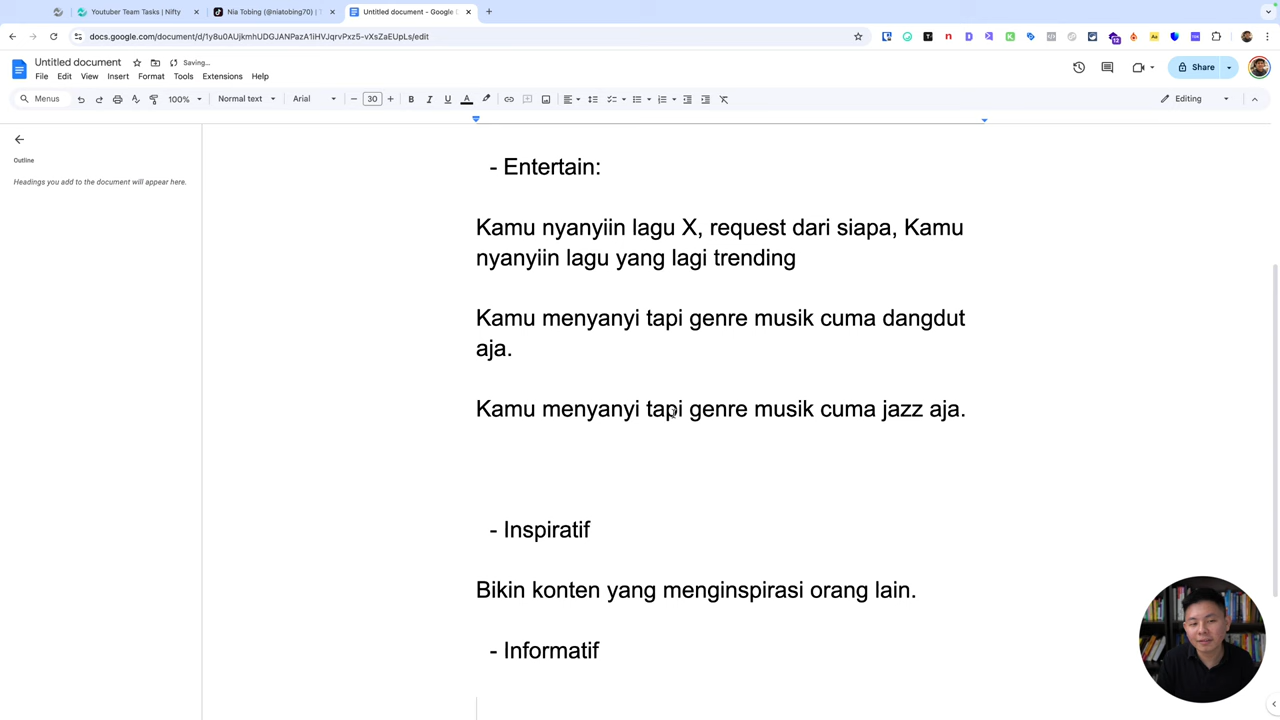 Youtuber Team Tasks | Nifty
Nia Tobing (@niatobing70) | T
Untitled document - Google D
docs.google.com/document/d/1y8u0AUjkmhUDGJANPazA1iHVJqrvPxz5-vXsZaEUpLs/edit
Untitled document
Saving…
File Edit View Insert Format Tools Extensions Help
Share
Menus
100%
Normal text
Arial
30
Editing
Outline
Headings you add to the document will appear here.
- Entertain:
Kamu nyanyiin lagu X, request dari siapa, Kamu
nyanyiin lagu yang lagi trending
Kamu menyanyi tapi genre musik cuma dangdut
aja.
Kamu menyanyi tapi genre musik cuma jazz aja.
- Inspiratif
Bikin konten yang menginspirasi orang lain.
- Informatif